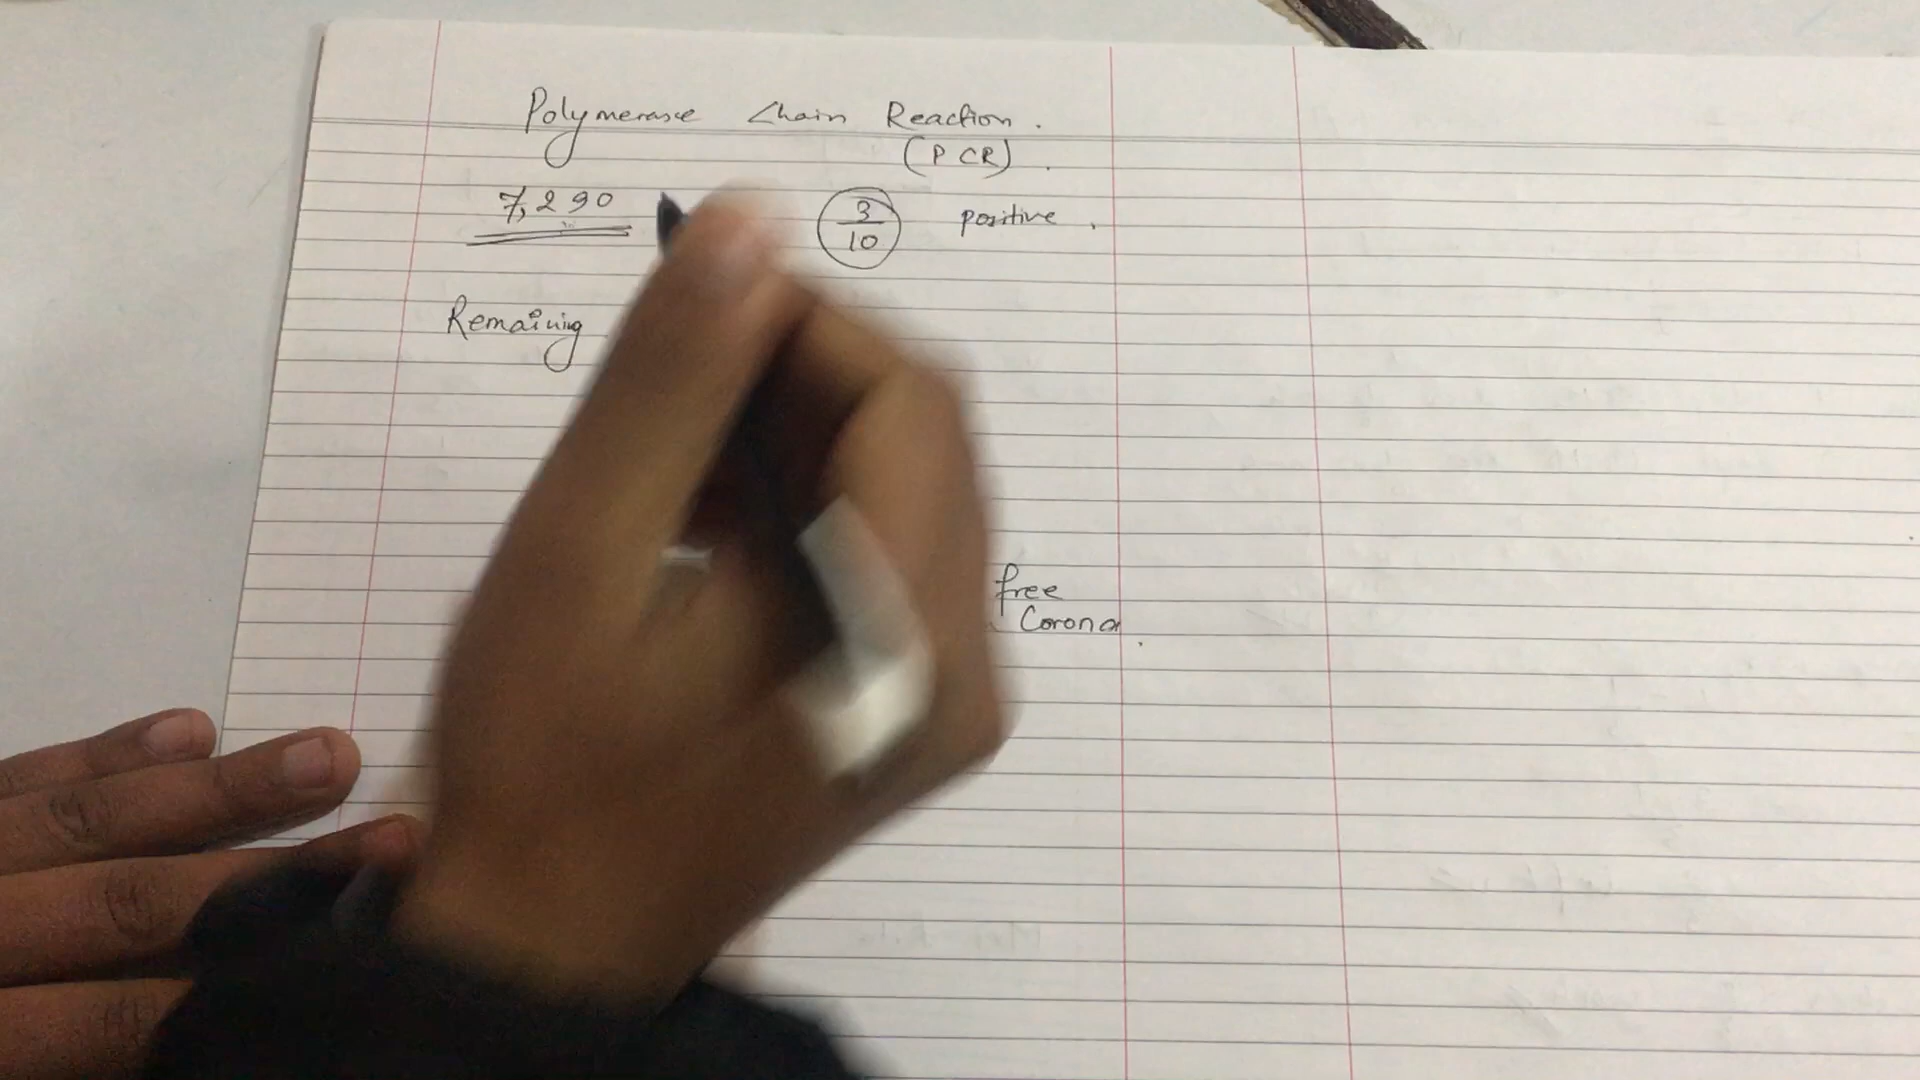 Polymerase Chain Reaction.
(PCR).
7,290 3/10 positive.
Remaining
free
Corona.